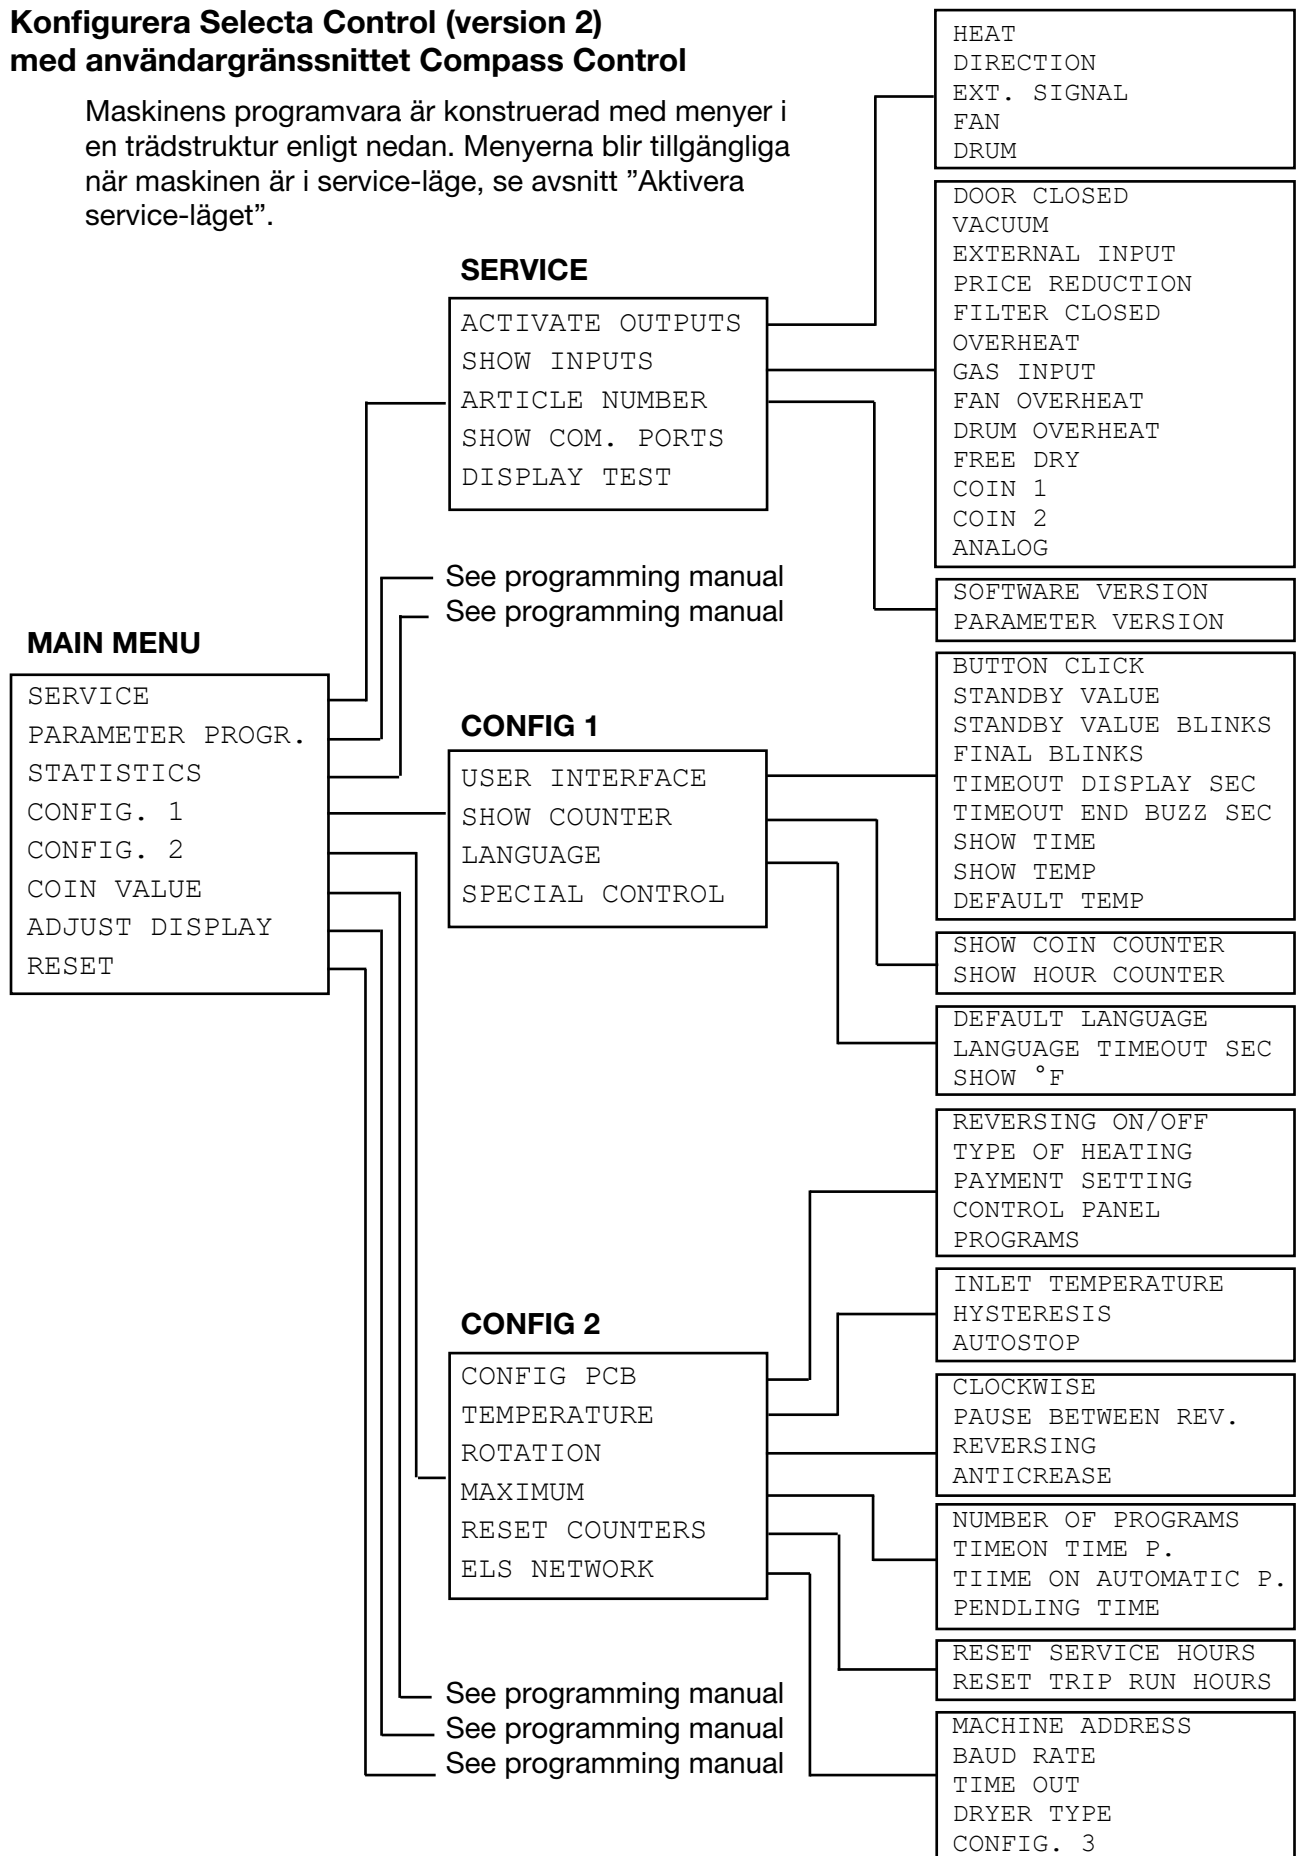 Konfigurera Selecta Control (version 2)
med användargränssnittet Compass Control
Maskinens programvara är konstruerad med menyer i
en trädstruktur enligt nedan. Menyerna blir tillgängliga
när maskinen är i service-läge, se avsnitt ”Aktivera
service-läget”.
MAIN MENU
SERVICE
PARAMETER PROGR.
STATISTICS
CONFIG. 1
CONFIG. 2
COIN VALUE
ADJUST DISPLAY
RESET
SERVICE
ACTIVATE OUTPUTS
SHOW INPUTS
ARTICLE NUMBER
SHOW COM. PORTS
DISPLAY TEST
See programming manual
See programming manual
CONFIG 1
USER INTERFACE
SHOW COUNTER
LANGUAGE
SPECIAL CONTROL
CONFIG 2
CONFIG PCB
TEMPERATURE
ROTATION
MAXIMUM
RESET COUNTERS
ELS NETWORK
See programming manual
See programming manual
See programming manual
HEAT
DIRECTION
EXT. SIGNAL
FAN
DRUM
DOOR CLOSED
VACUUM
EXTERNAL INPUT
PRICE REDUCTION
FILTER CLOSED
OVERHEAT
GAS INPUT
FAN OVERHEAT
DRUM OVERHEAT
FREE DRY
COIN 1
COIN 2
ANALOG
SOFTWARE VERSION
PARAMETER VERSION
BUTTON CLICK
STANDBY VALUE
STANDBY VALUE BLINKS
FINAL BLINKS
TIMEOUT DISPLAY SEC
TIMEOUT END BUZZ SEC
SHOW TIME
SHOW TEMP
DEFAULT TEMP
SHOW COIN COUNTER
SHOW HOUR COUNTER
DEFAULT LANGUAGE
LANGUAGE TIMEOUT SEC
SHOW °F
REVERSING ON/OFF
TYPE OF HEATING
PAYMENT SETTING
CONTROL PANEL
PROGRAMS
INLET TEMPERATURE
HYSTERESIS
AUTOSTOP
CLOCKWISE
PAUSE BETWEEN REV.
REVERSING
ANTICREASE
NUMBER OF PROGRAMS
TIMEON TIME P.
TIIME ON AUTOMATIC P.
PENDLING TIME
RESET SERVICE HOURS
RESET TRIP RUN HOURS
MACHINE ADDRESS
BAUD RATE
TIME OUT
DRYER TYPE
CONFIG. 3